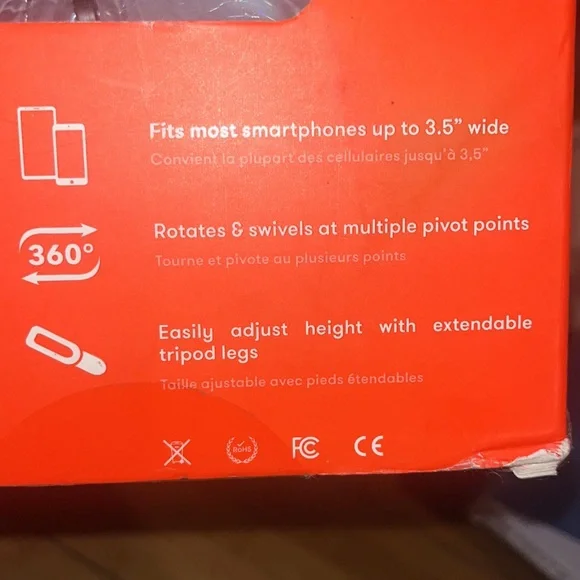 Fits most smartphones up to 3.5” wide
Convient la plupart des cellulaires jusqu'à 3,5”
360°
Rotates & swivels at multiple pivot points
Tourne et pivote au plusieurs points
Easily adjust height with extendable
tripod legs
Taille ajustable avec pieds étendables
RoHS
FC CE